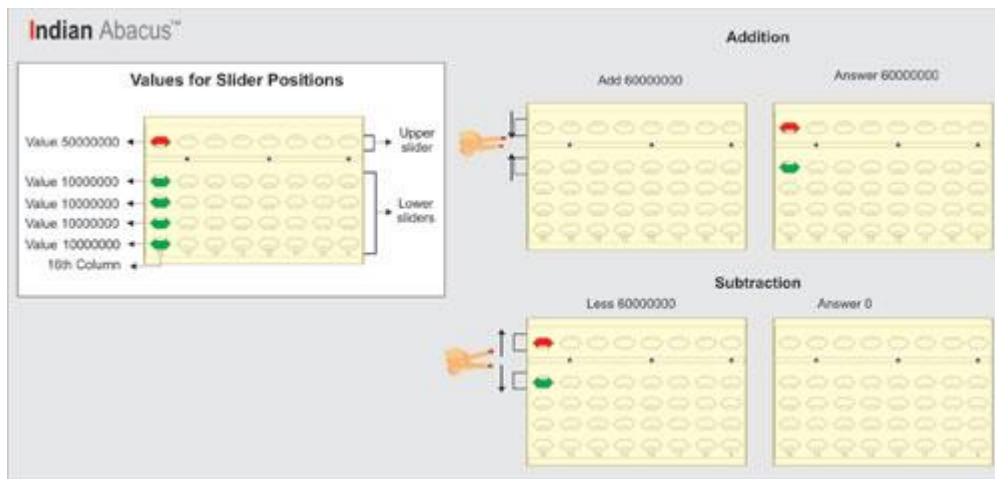 Indian Abacus™
Values for Slider Positions
Value 50000000
Upper
slider
Value 10000000
Value 10000000
Value 10000000
Value 10000000
Lower
sliders
16th Column
Addition
Add 60000000
Answer 60000000
Subtraction
Less 60000000
Answer 0